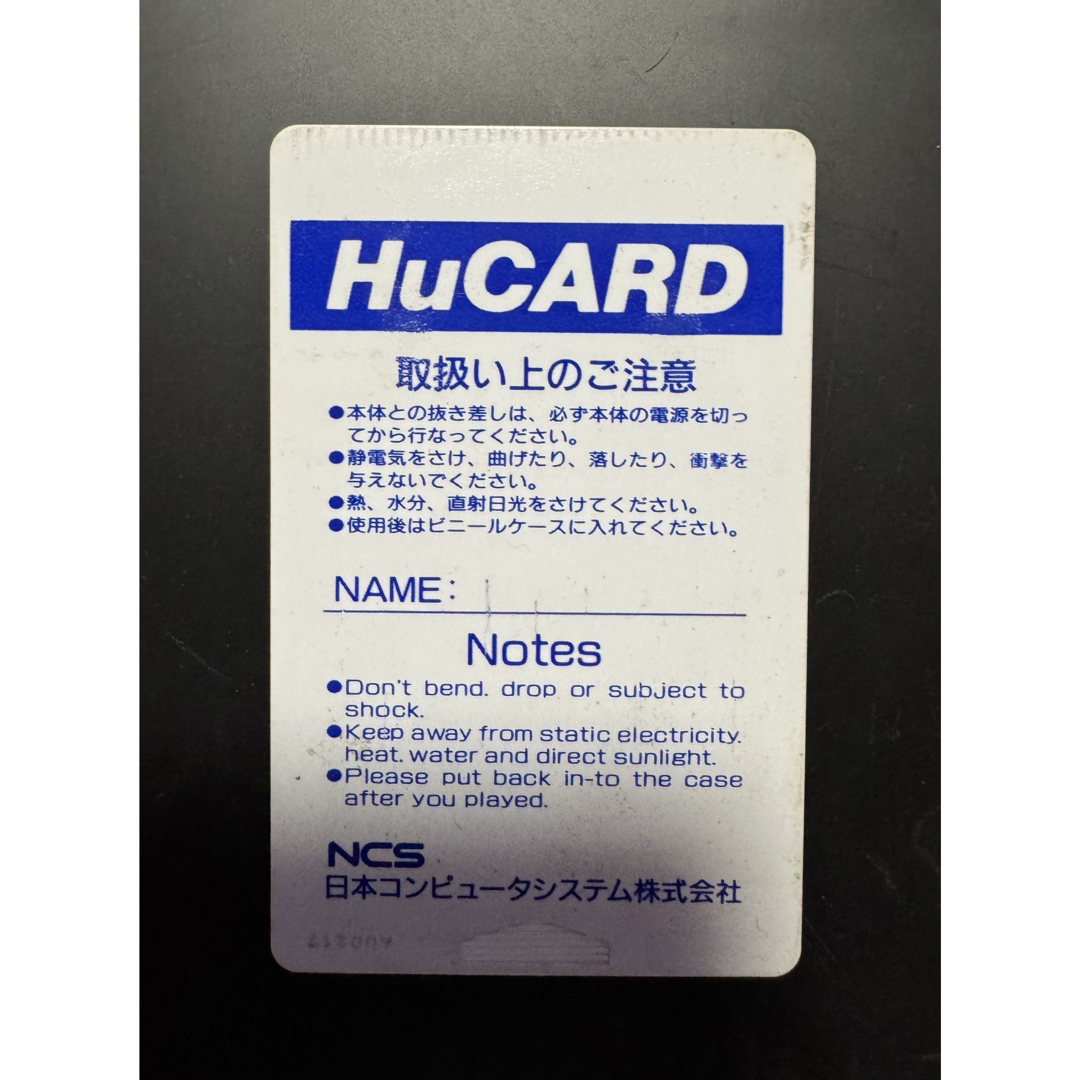 HuCARD
取扱い上のご注意
●本体との抜き差しは、必ず本体の電源を切っ
てから行なってください。
●静電気をさけ、曲げたり、落したり、衝撃を
与えないでください。
●熱、水分、直射日光をさけてください。
●使用後はビニールケースに入れてください。
NAME:
Notes
●Don't bend. drop or subject to
shock.
●Keep away from static electricity.
heat. water and direct sunlight.
●Please put back in-to the case
after you played.
NCS
日本コンピュータシステム株式会社